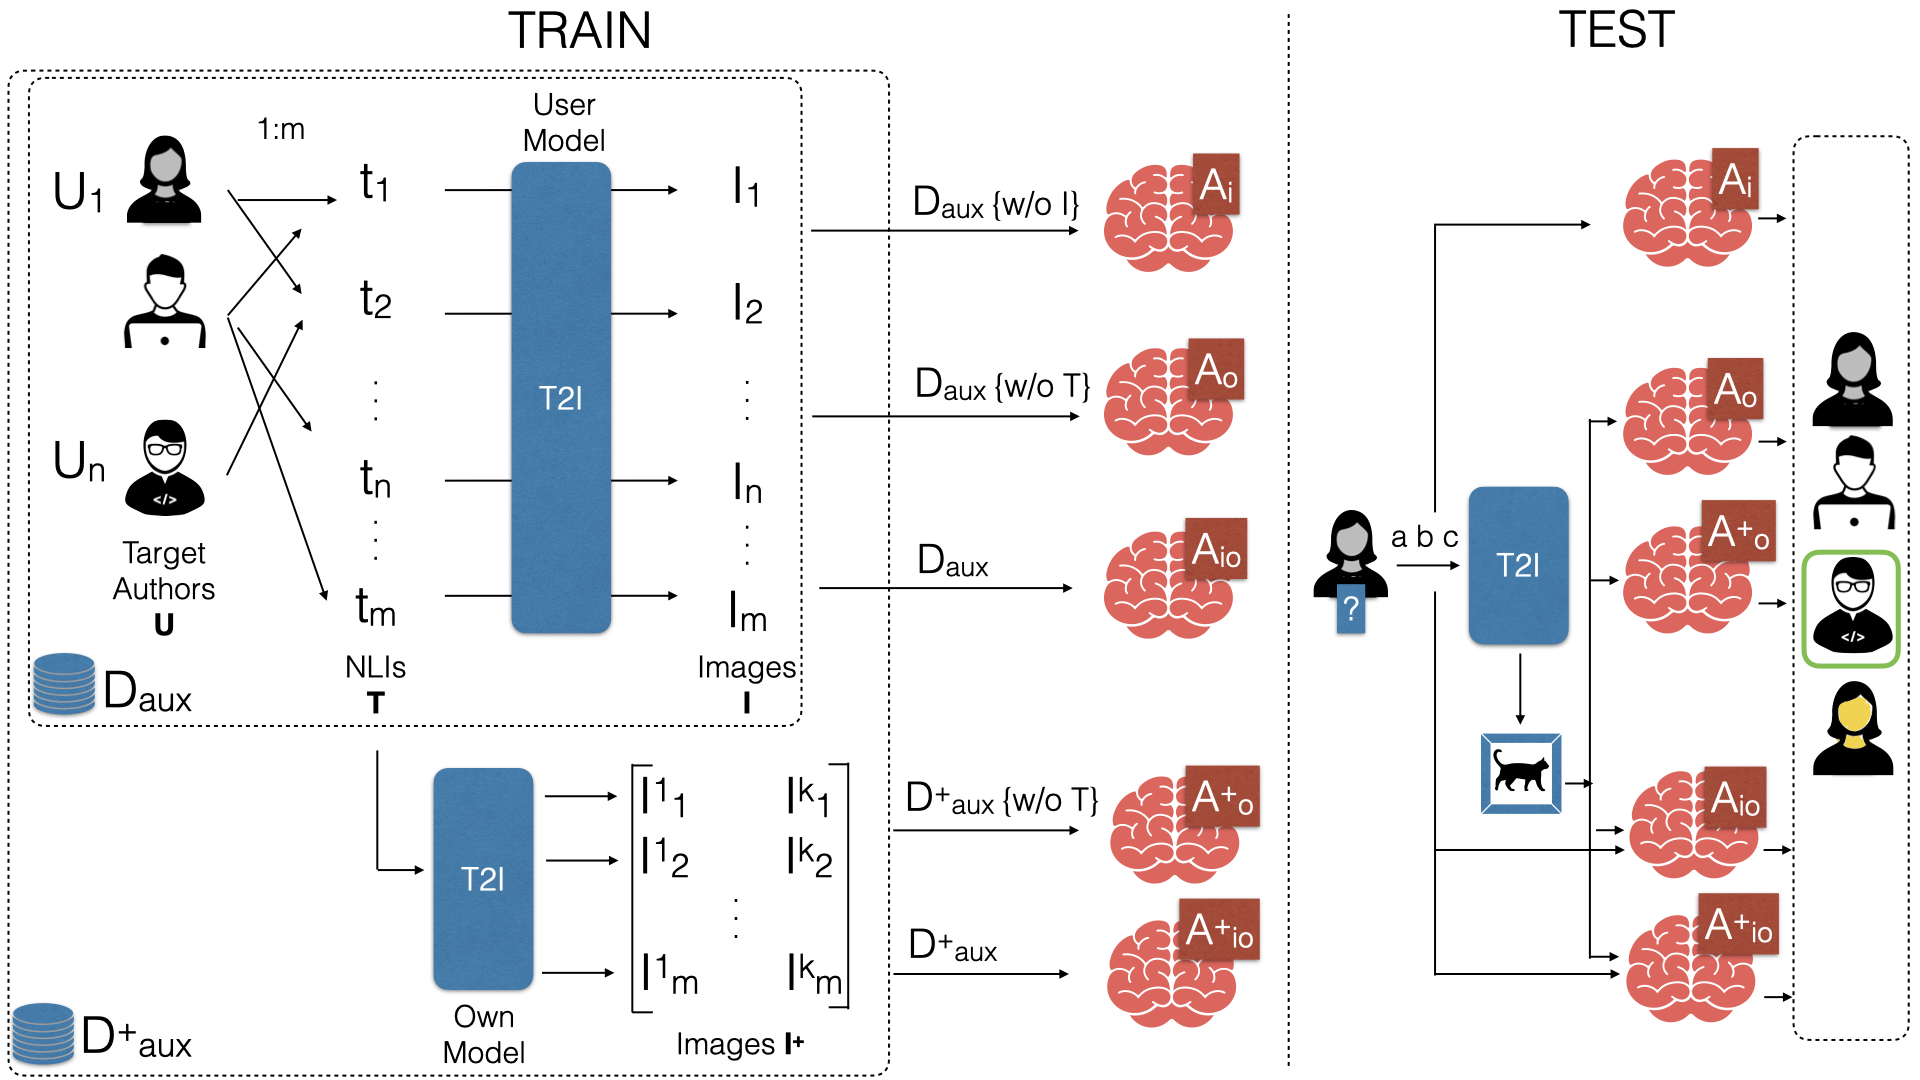 TRAIN
TEST
1:m
User
Model
U1
t1
I1
t2
I2
T2I
Un
</>
tn
In
Target
Authors
U
tm
Im
NLIs
T
Images
I
Daux
T2I
Own
Model
I11
Ik1
I12
Ik2
I1m
Ikm
Images I+
D+aux
Daux {w/o I}
Ai
Daux {w/o T}
Ao
Daux
Aio
D+aux {w/o T}
A+o
D+aux
A+io
?
a b c
T2I
Ai
Ao
A+o
Aio
A+io
</>